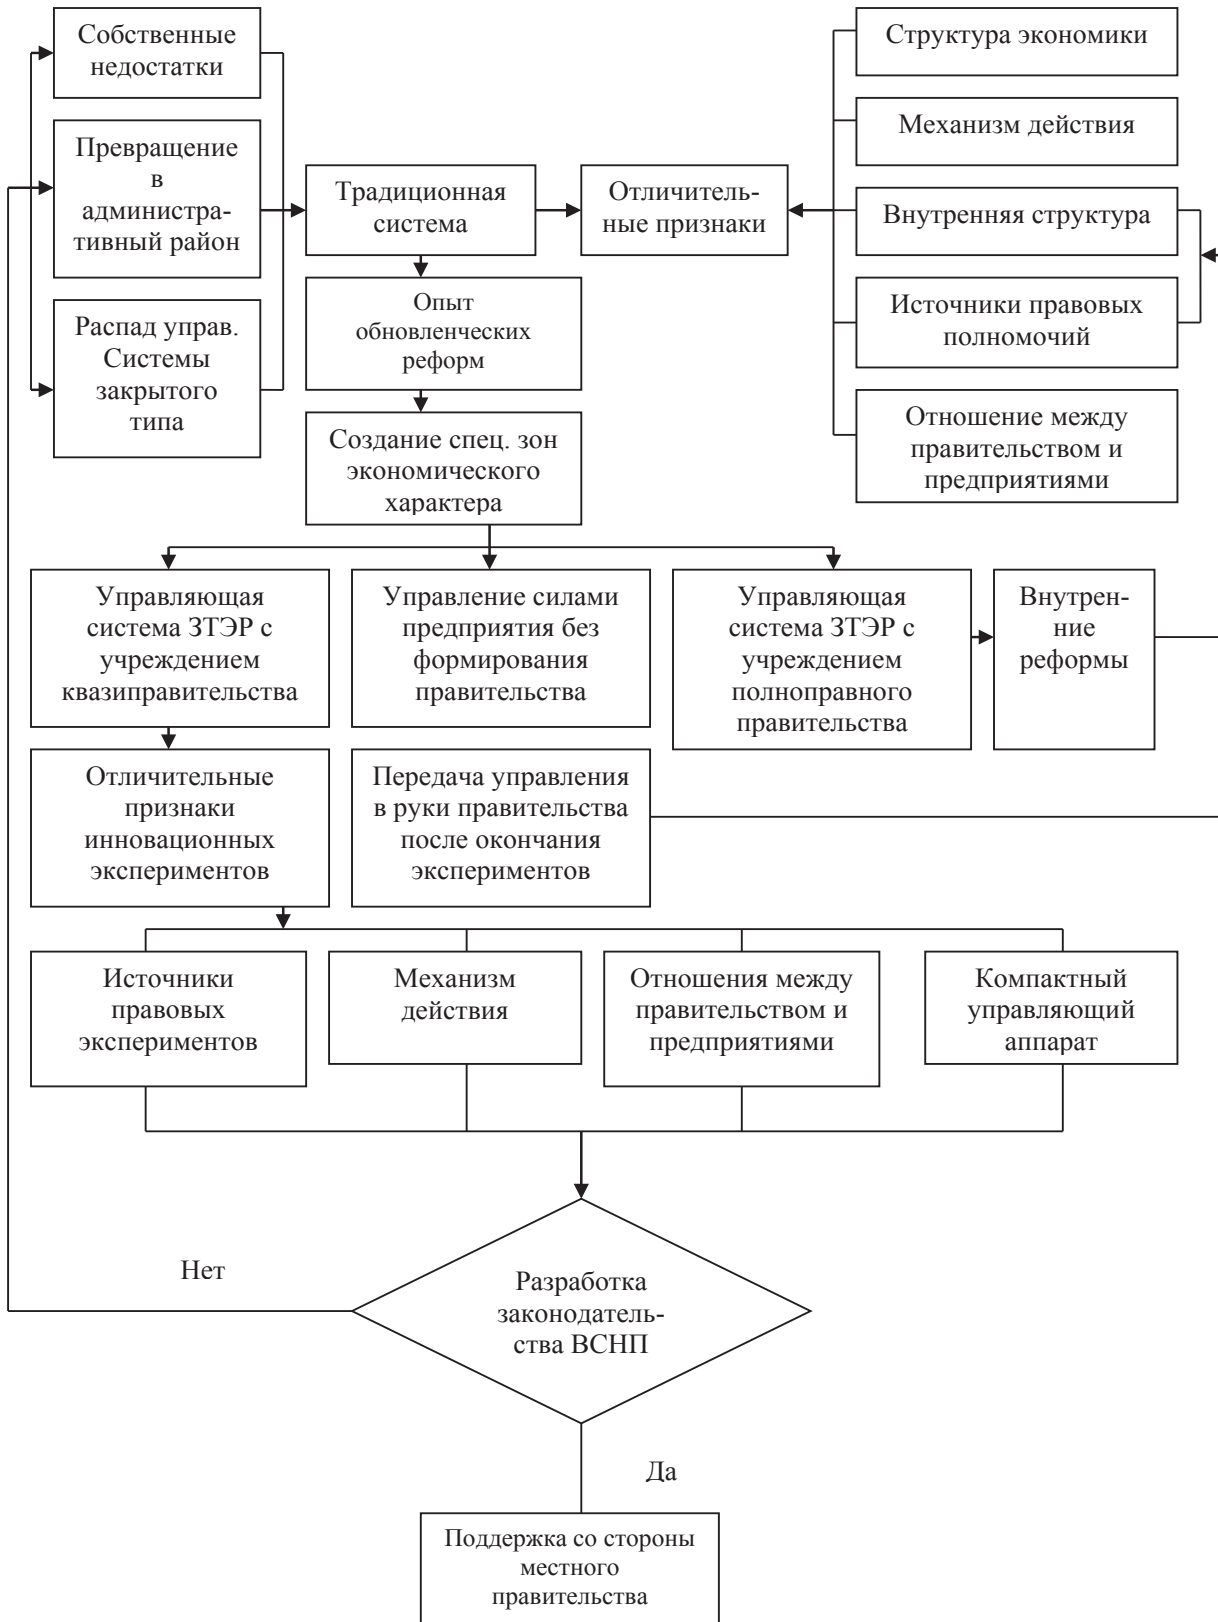 Собственные
недостатки
Превращение
в
администра-
тивный район
Распад управ.
Системы
закрытого
типа
Традиционная
система
Отличитель-
ные признаки
Структура экономики
Механизм действия
Внутренняя структура
Источники правовых
полномочий
Отношение между
правительством и
предприятиями
Опыт
обновленческих
реформ
Создание спец. зон
экономического
характера
Управляющая
система ЗТЭР с
учреждением
квазиправительства
Управление силами
предприятия без
формирования
правительства
Управляющая
система ЗТЭР с
учреждением
полноправного
правительства
Внутрен-
ние
реформы
Отличительные
признаки
инновационных
экспериментов
Передача управления
в руки правительства
после окончания
экспериментов
Источники
правовых
экспериментов
Механизм
действия
Отношения между
правительством и
предприятиями
Компактный
управляющий
аппарат
Нет
Разработка
законодатель-
ства ВСНП
Да
Поддержка со стороны
местного
правительства